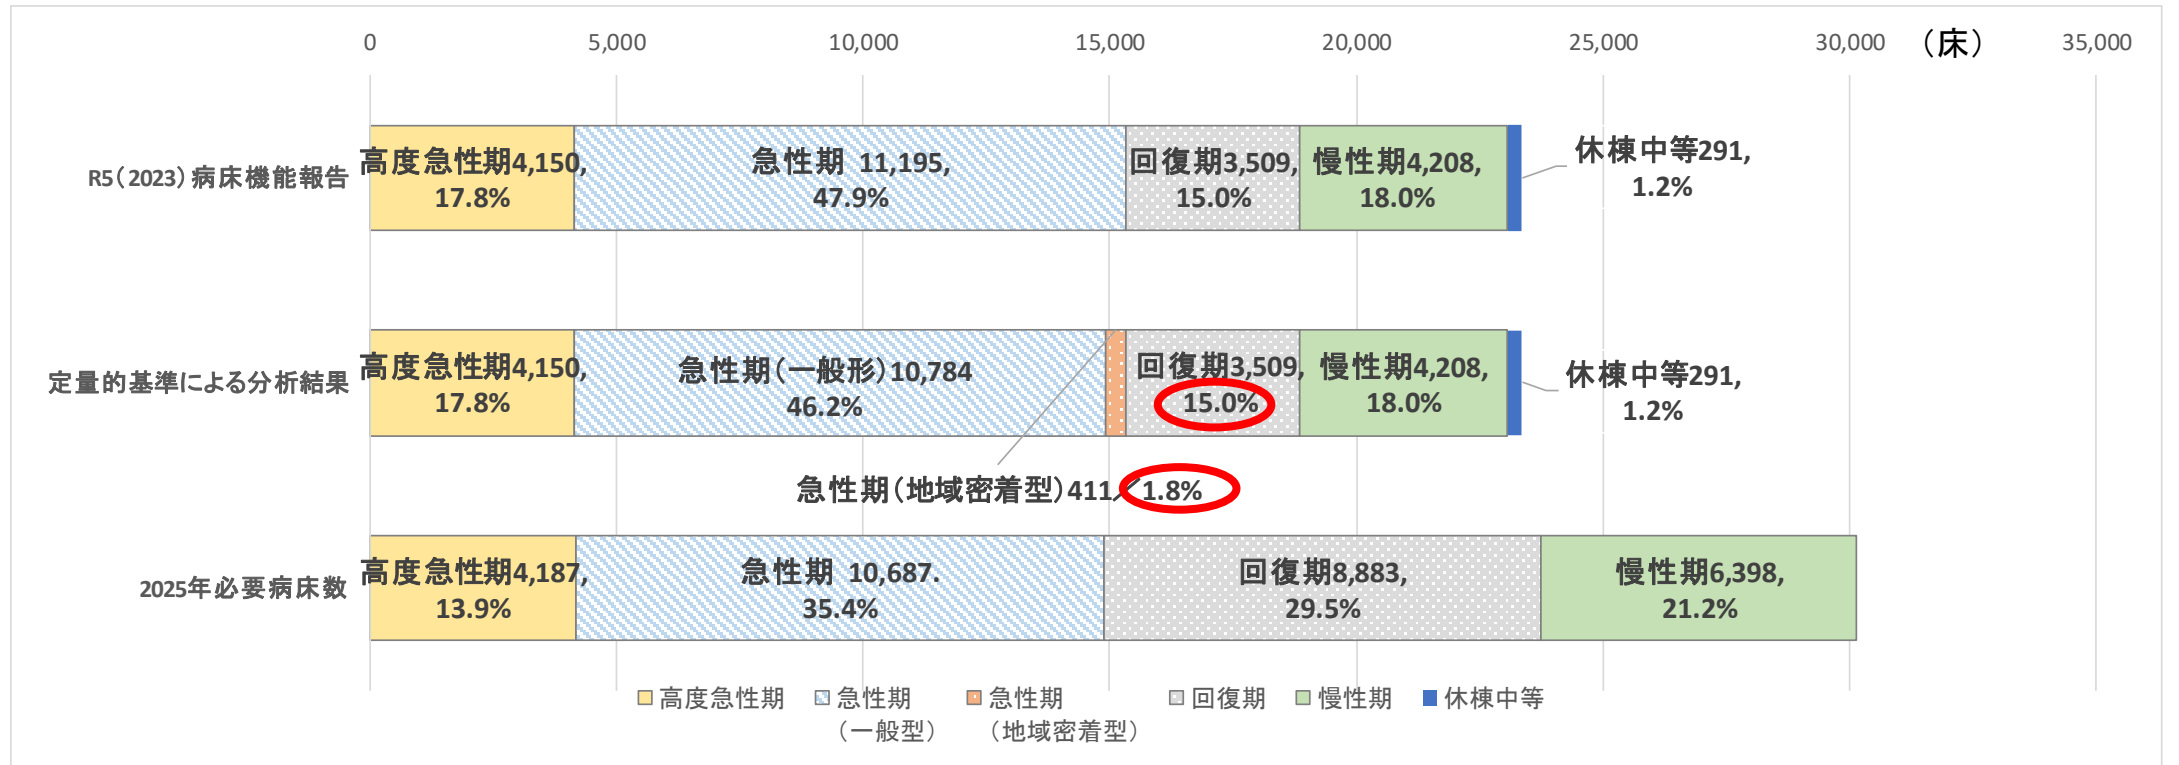 0 5,000 10,000 15,000 20,000 25,000 30,000 （床） 35,000
R5（2023）病床機能報告
高度急性期4,150,
17.8%
急性期 11,195,
47.9%
回復期3,509,
15.0%
慢性期4,208,
18.0%
休棟中等291,
1.2%
定量的基準による分析結果
高度急性期4,150,
17.8%
急性期（一般形）10,784
46.2%
回復期3,509,
15.0%
慢性期4,208,
18.0%
休棟中等291,
1.2%
急性期（地域密着型）411／1.8%
2025年必要病床数
高度急性期4,187,
13.9%
急性期 10,687.
35.4%
回復期8,883,
29.5%
慢性期6,398,
21.2%
高度急性期
急性期
（一般型）
急性期
（地域密着型）
回復期
慢性期
休棟中等